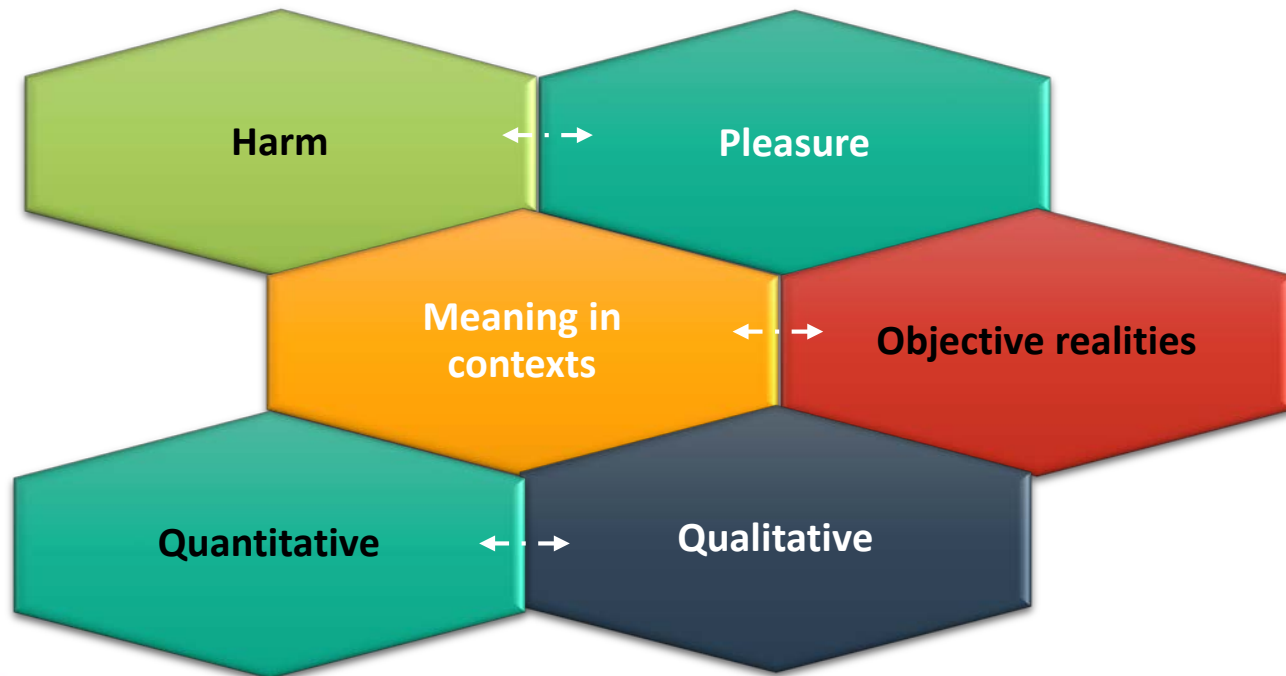 Harm
Pleasure
Meaning in
contexts
Objective realities
Quantitative
Qualitative